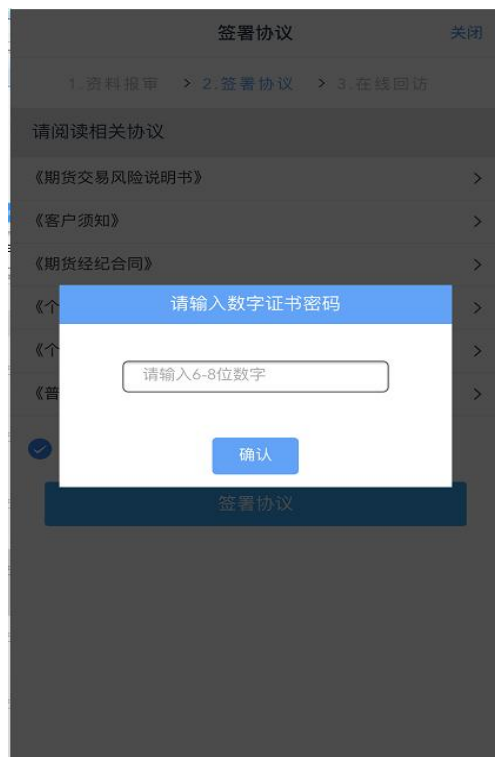 签署协议 关闭
1.资料报审 > 2.签署协议 > 3.在线回访
请阅读相关协议
《期货交易风险说明书》
《客户须知》
《期货经纪合同》
《个
请输入数字证书密码
《个
请输入6-8位数字
《普
确认
签署协议